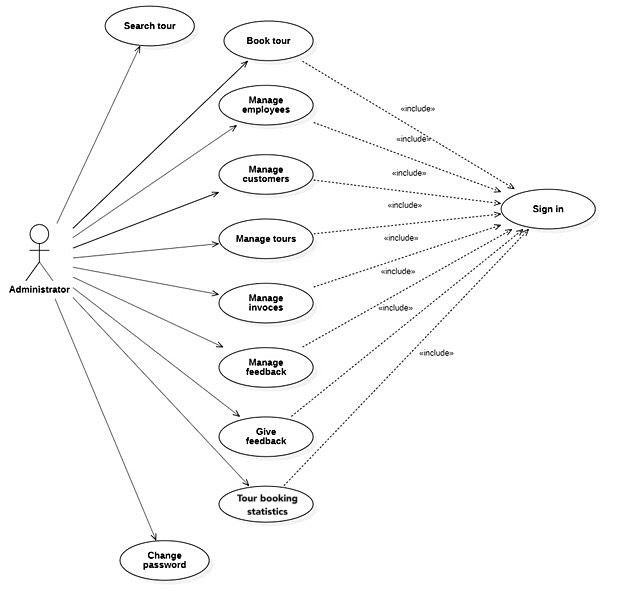 Search tour
Book tour
«include»
Manage
employees
«include»
Manage
customers
«include»
«include»
Sign in
Manage tours
«include»
Administrator
«include»
Manage
invoces
«include»
Manage
feedback
«include»
Give
feedback
Tour booking
statistics
Change
password